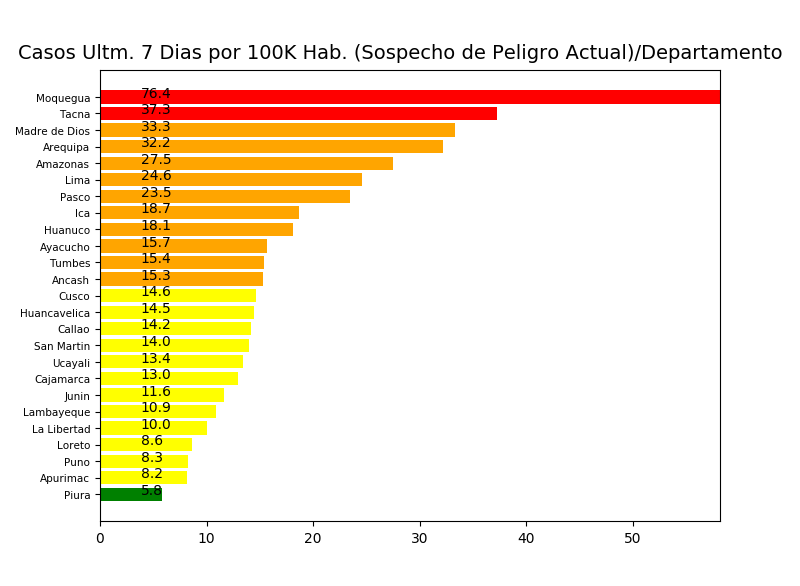 Casos Ultm. 7 Dias por 100K Hab. (Sospecho de Peligro Actual)/Departamento
Moquegua 76.4
Tacna 37.3
Madre de Dios 33.3
Arequipa 32.2
Amazonas 27.5
Lima 24.6
Pasco 23.5
Ica 18.7
Huanuco 18.1
Ayacucho 15.7
Tumbes 15.4
Ancash 15.3
Cusco 14.6
Huancavelica 14.5
Callao 14.2
San Martin 14.0
Ucayali 13.4
Cajamarca 13.0
Junin 11.6
Lambayeque 10.9
La Libertad 10.0
Loreto 8.6
Puno 8.3
Apurimac 8.2
Piura 5.8
0 10 20 30 40 50